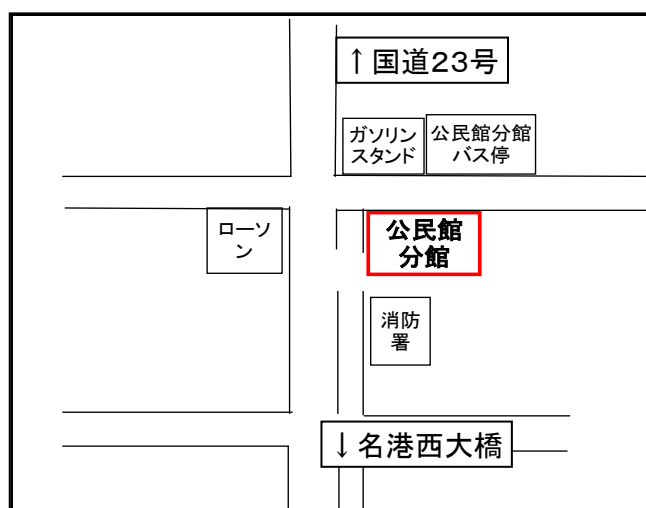 ↑国道23号
ガソリン
スタンド
公民館分館
バス停
ローソ
ン
公民館
分館
消防
署
↓名港西大橋